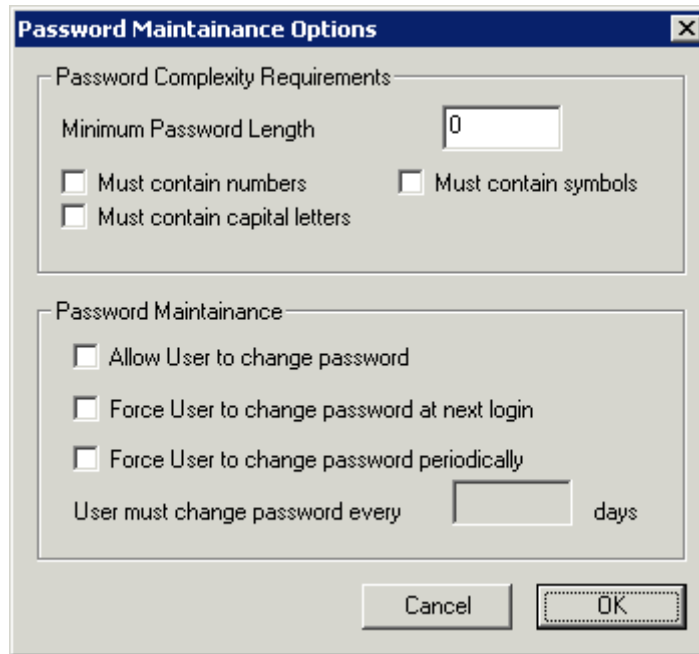 Password Maintainance Options
Password Complexity Requirements
Minimum Password Length 0
Must contain numbers Must contain symbols
Must contain capital letters
Password Maintainance
Allow User to change password
Force User to change password at next login
Force User to change password periodically
User must change password every days
Cancel OK